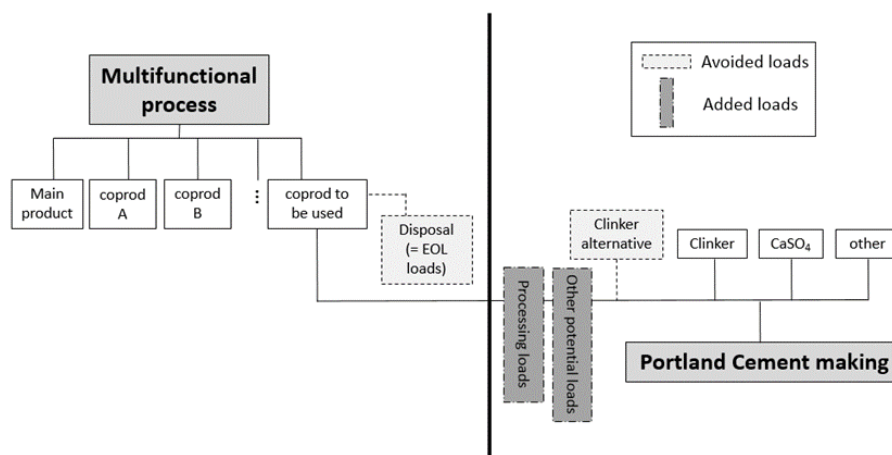 Multifunctional
process
Main
product
coprod
A
coprod
B
...
coprod to
be used
Disposal
(= EOL
loads)
Avoided loads
Added loads
Clinker
alternative
Clinker
CaSO₄
other
Processing loads
Other potential loads
Portland Cement making